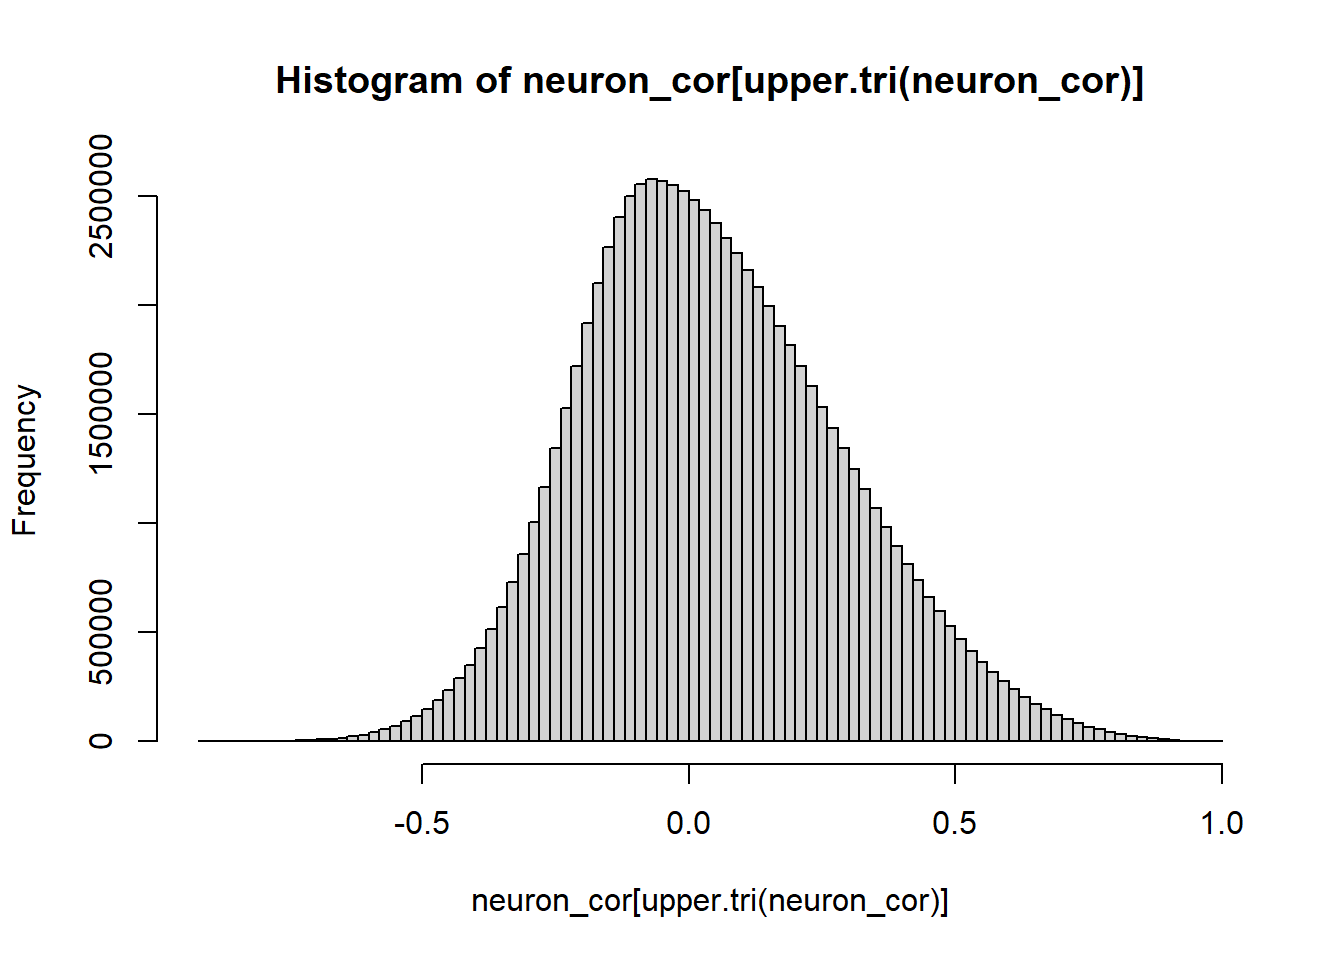 Histogram of neuron_cor[upper.tri(neuron_cor)]
Frequency
2500000
1500000
500000
0
-0.5 0.0 0.5 1.0
neuron_cor[upper.tri(neuron_cor)]